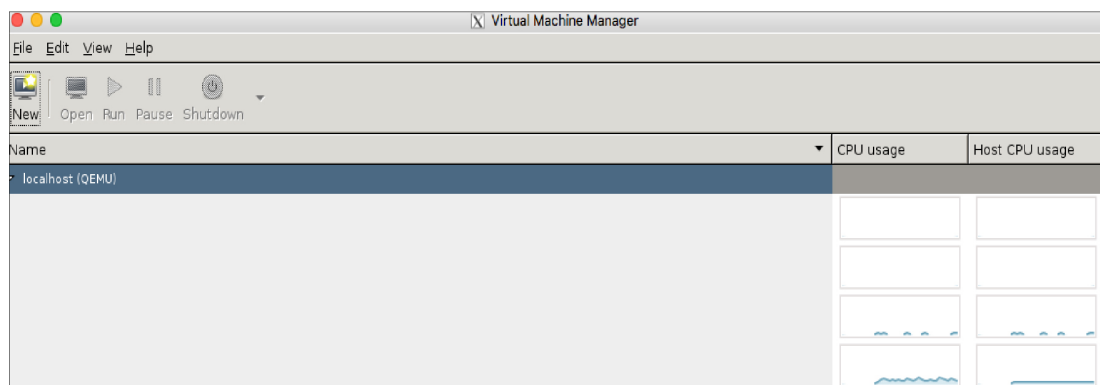 Virtual Machine Manager
File Edit View Help
New Open Run Pause Shutdown
Name CPU usage Host CPU usage
localhost (QEMU)